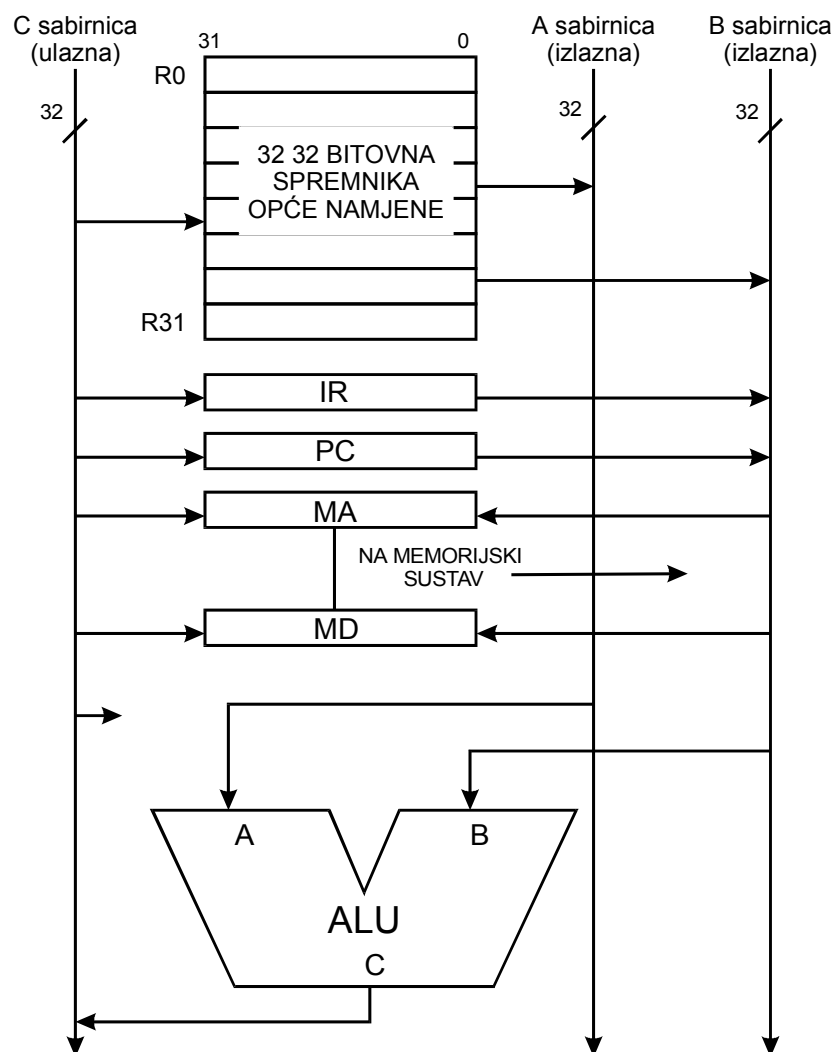 C sabirnica
(ulazna)
31
0
A sabirnica
(izlazna)
B sabirnica
(izlazna)
R0
32
32
32
32 32 BITOVNA
SPREMNIKA
OPĆE NAMJENE
R31
IR
PC
MA
NA MEMORIJSKI
SUSTAV
MD
A
B
ALU
C